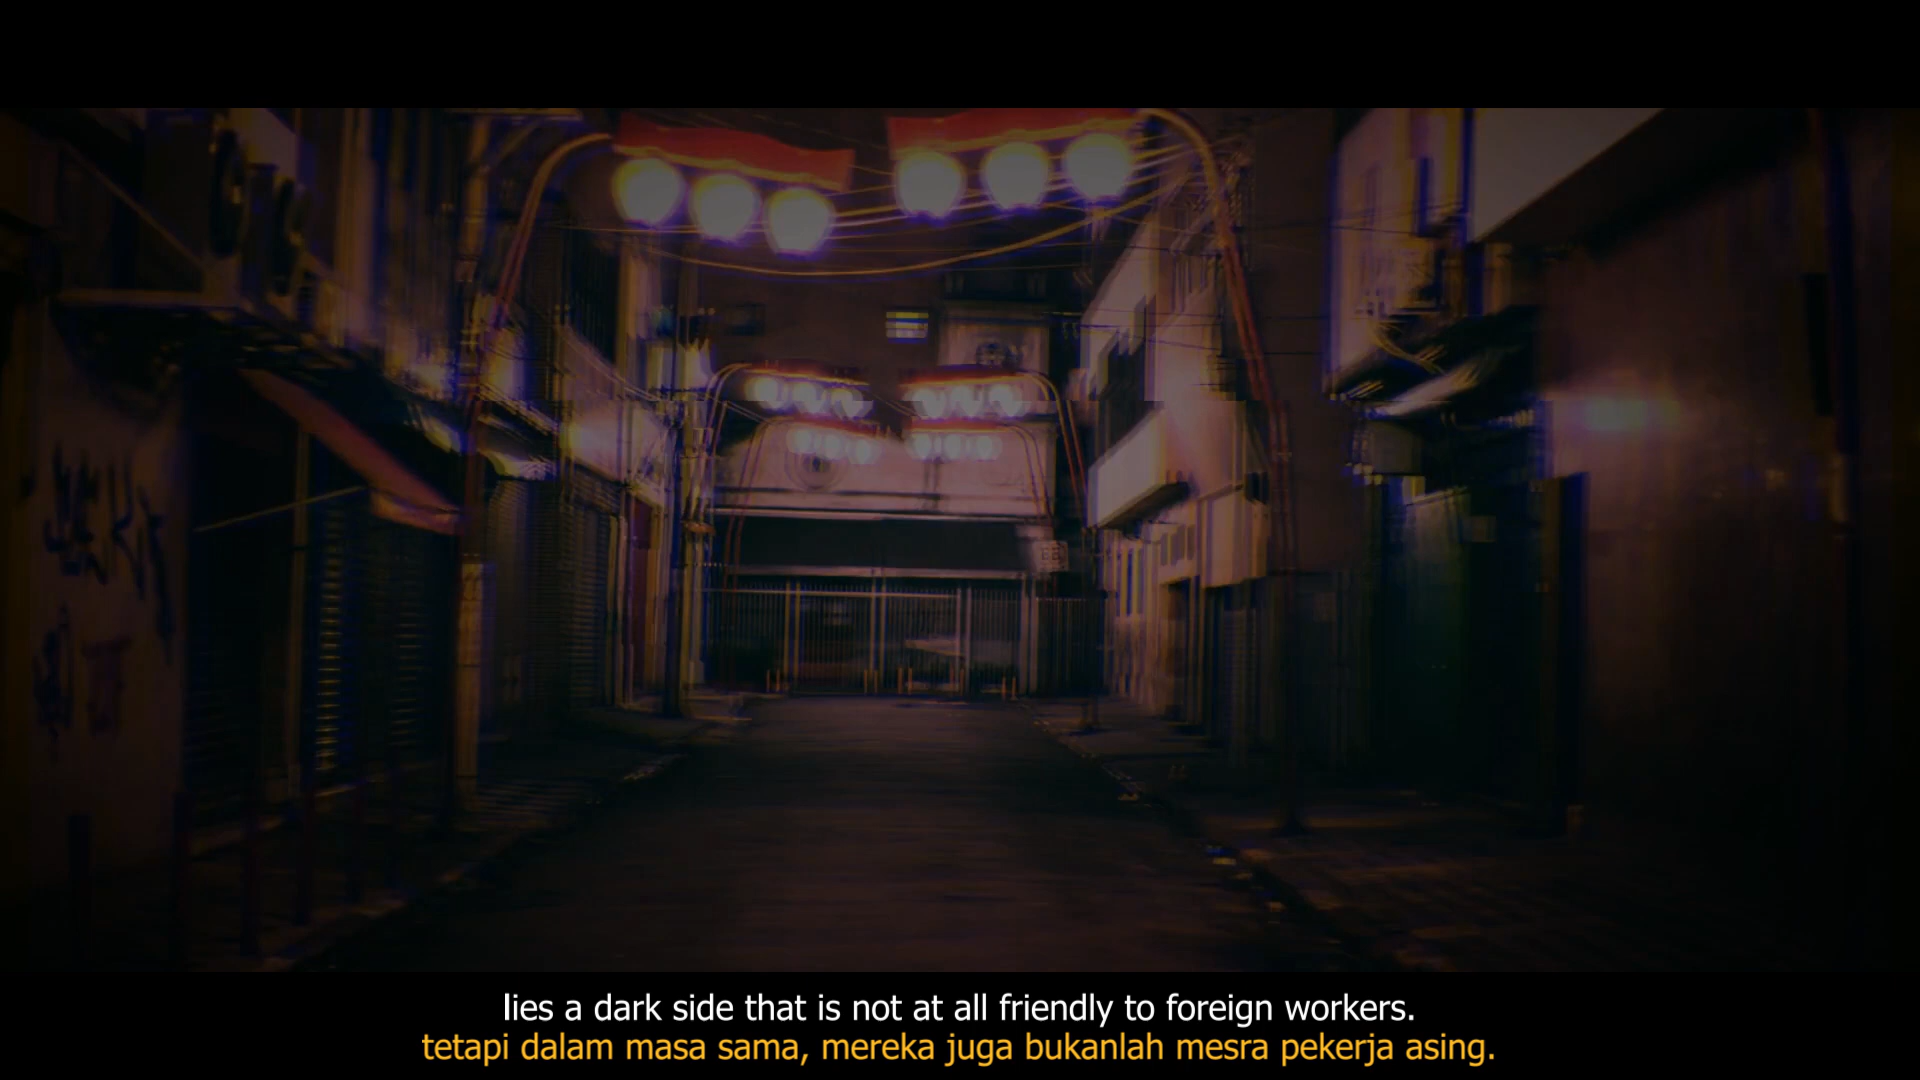 lies a dark side that is not at all friendly to foreign workers.
tetapi dalam masa sama, mereka juga bukanlah mesra pekerja asing.